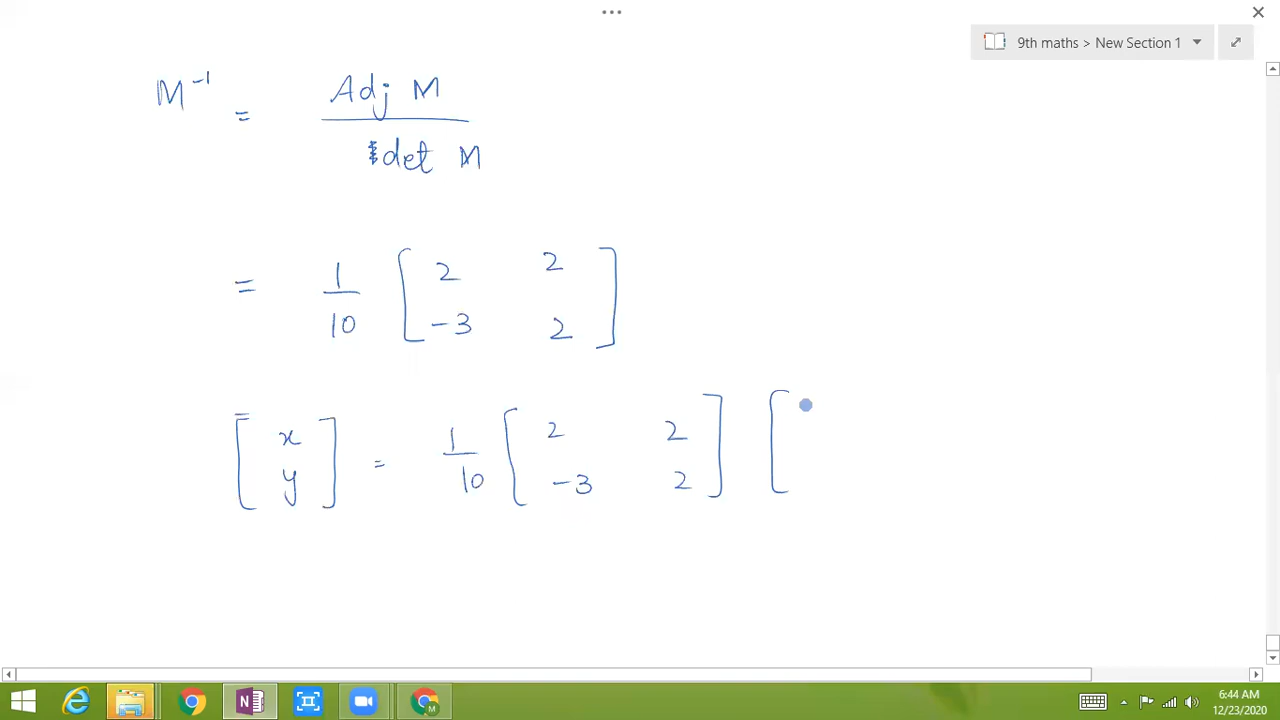 9th maths > New Section 1
M⁻¹ = Adj M / det M
= 1/10 [ 2 2
-3 2 ]
=
[ x
y ] = 1/10 [ 2 2
-3 2 ] [
6:44 AM
12/23/2020